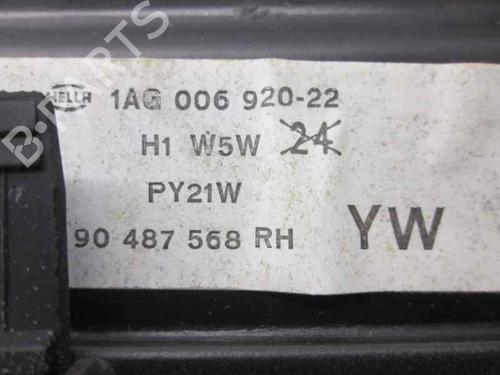 HELLA 1AG 006 920-22
H1 W5W 24
PY21W
90 487 568 RH YW
B-PARTS